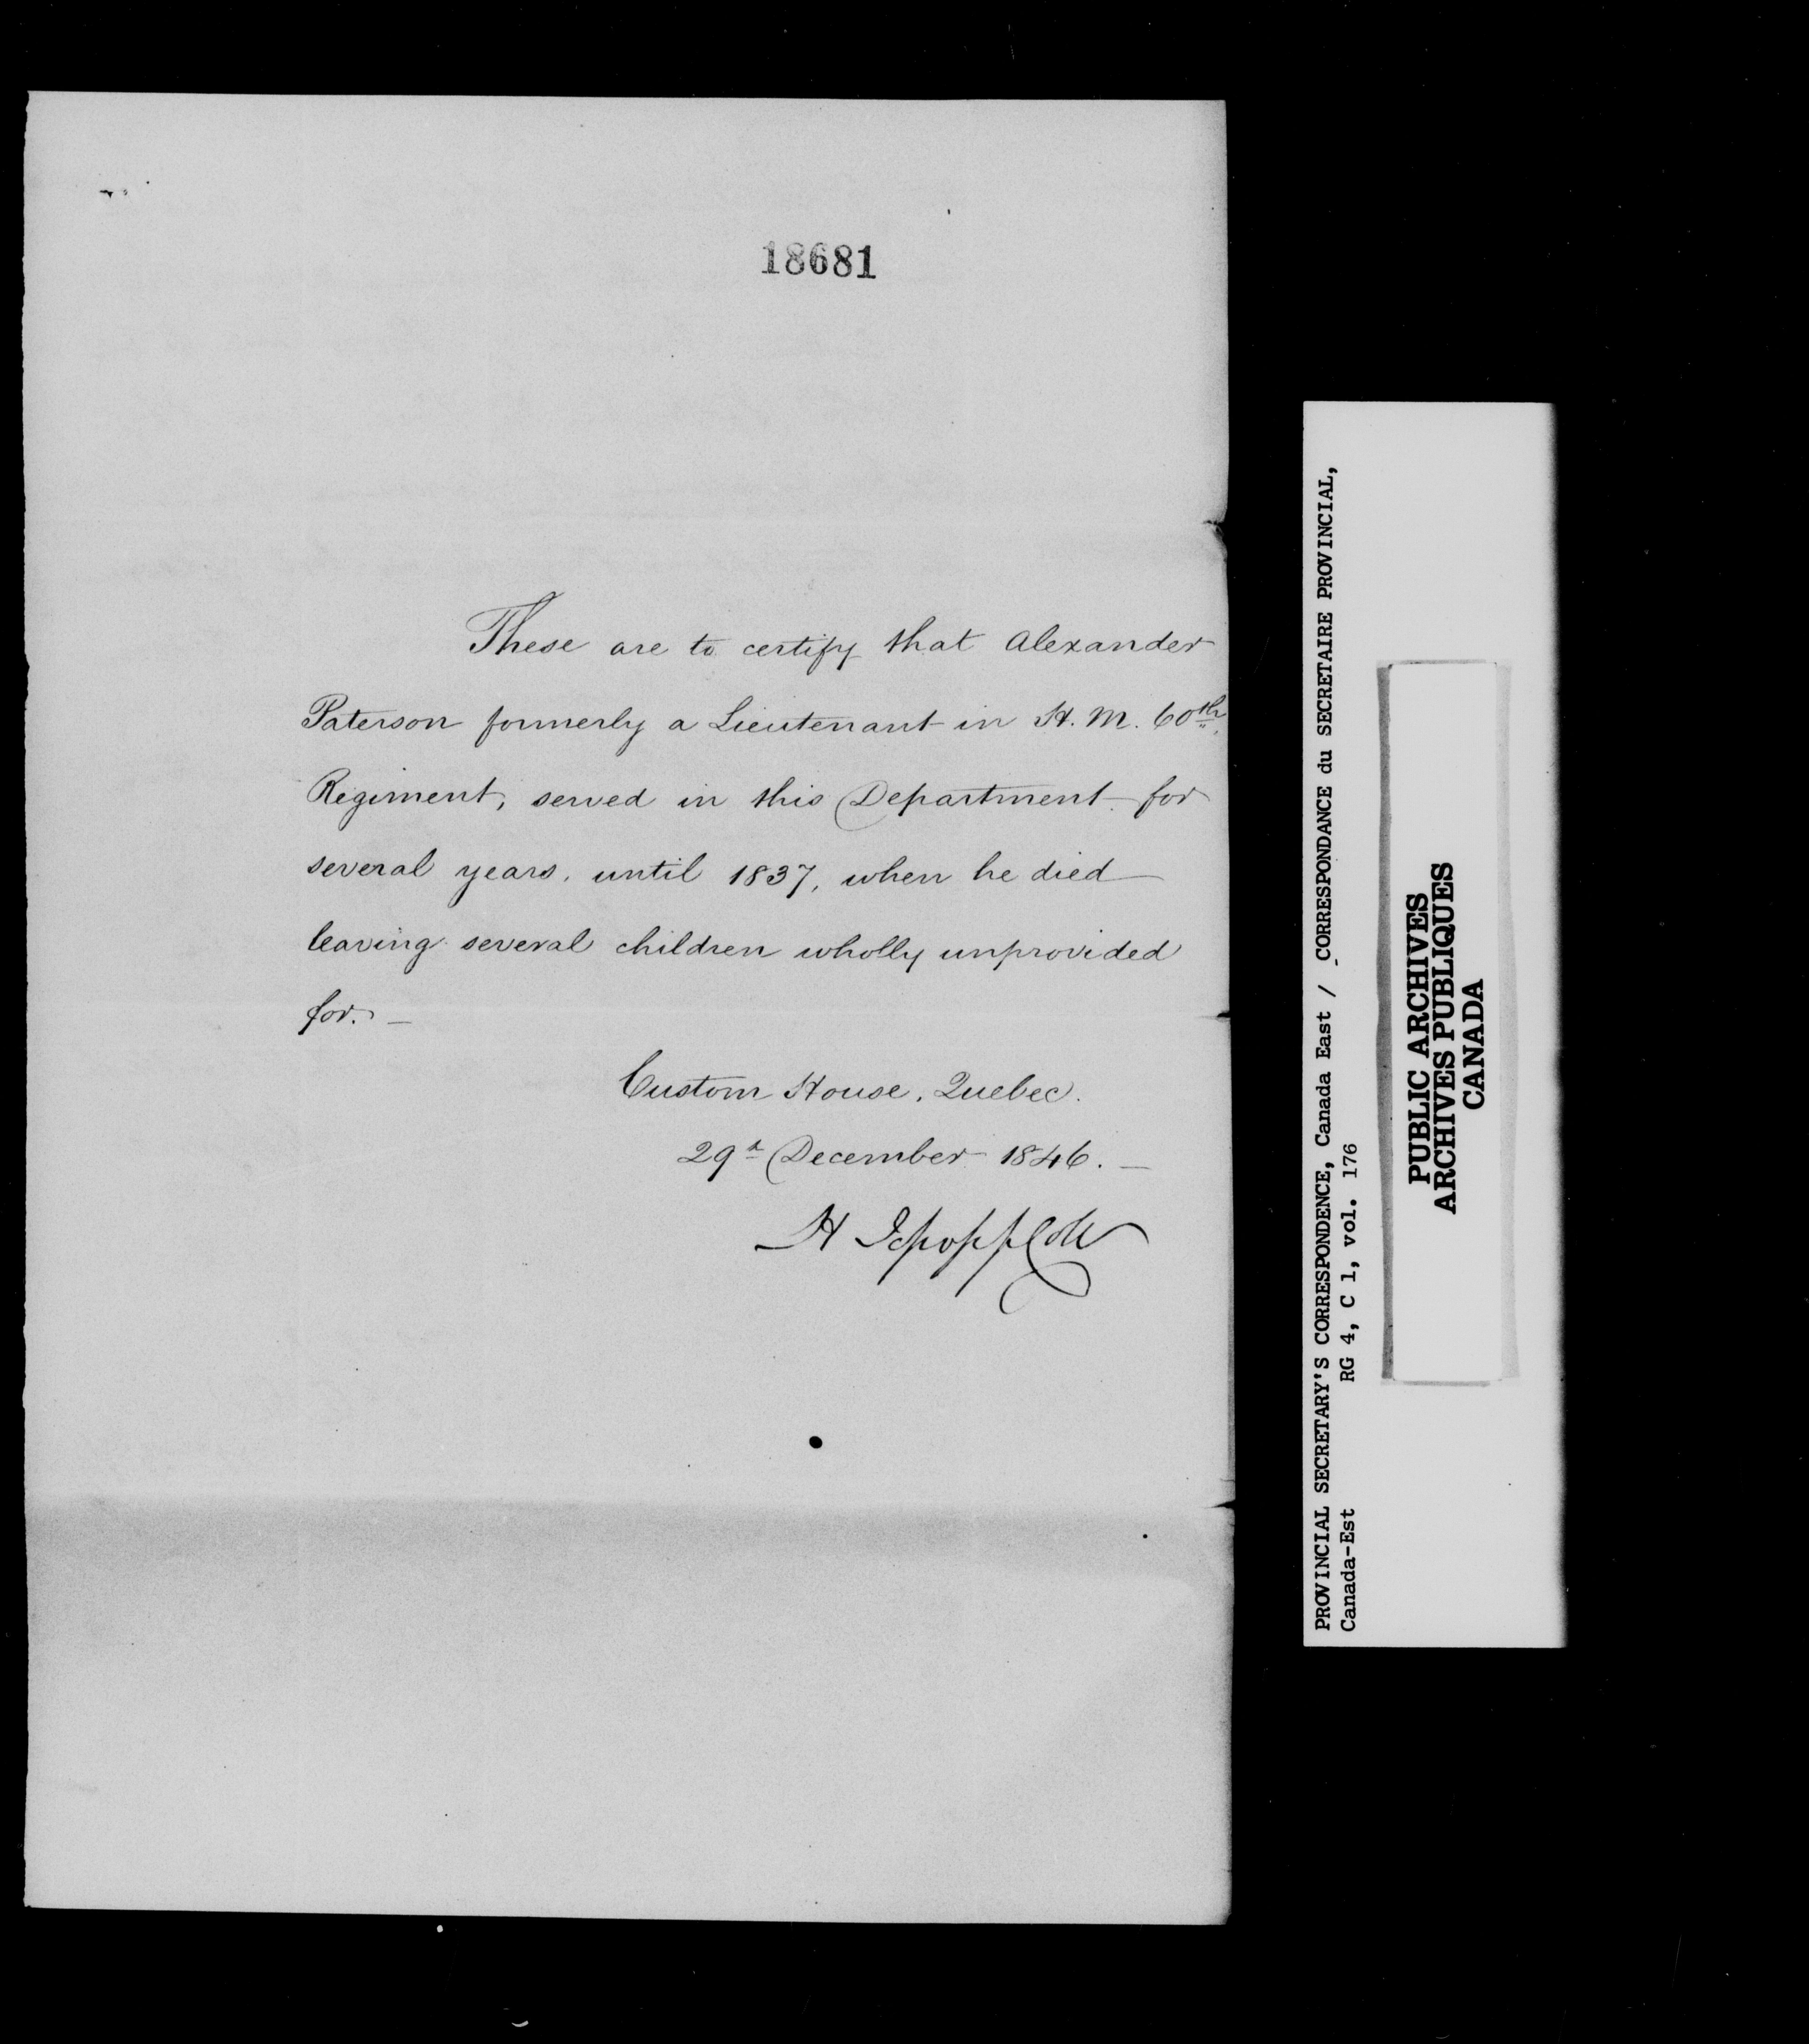 18681
These are to certify that Alexander
Paterson formerly a Lieutenant in H. M. 60th
Regiment, served in this Department for
several years, until 1837, when he died
leaving several children wholly unprovided
for. —
Custom House, Quebec.
29th December 1846. —
H
PROVINCIAL SECRETARY'S CORRESPONDENCE, Canada East / CORRESPONDANCE du SECRETAIRE PROVINCIAL,
Canada-Est RG 4, C 1, vol. 176
PUBLIC ARCHIVES
ARCHIVES PUBLIQUES
CANADA